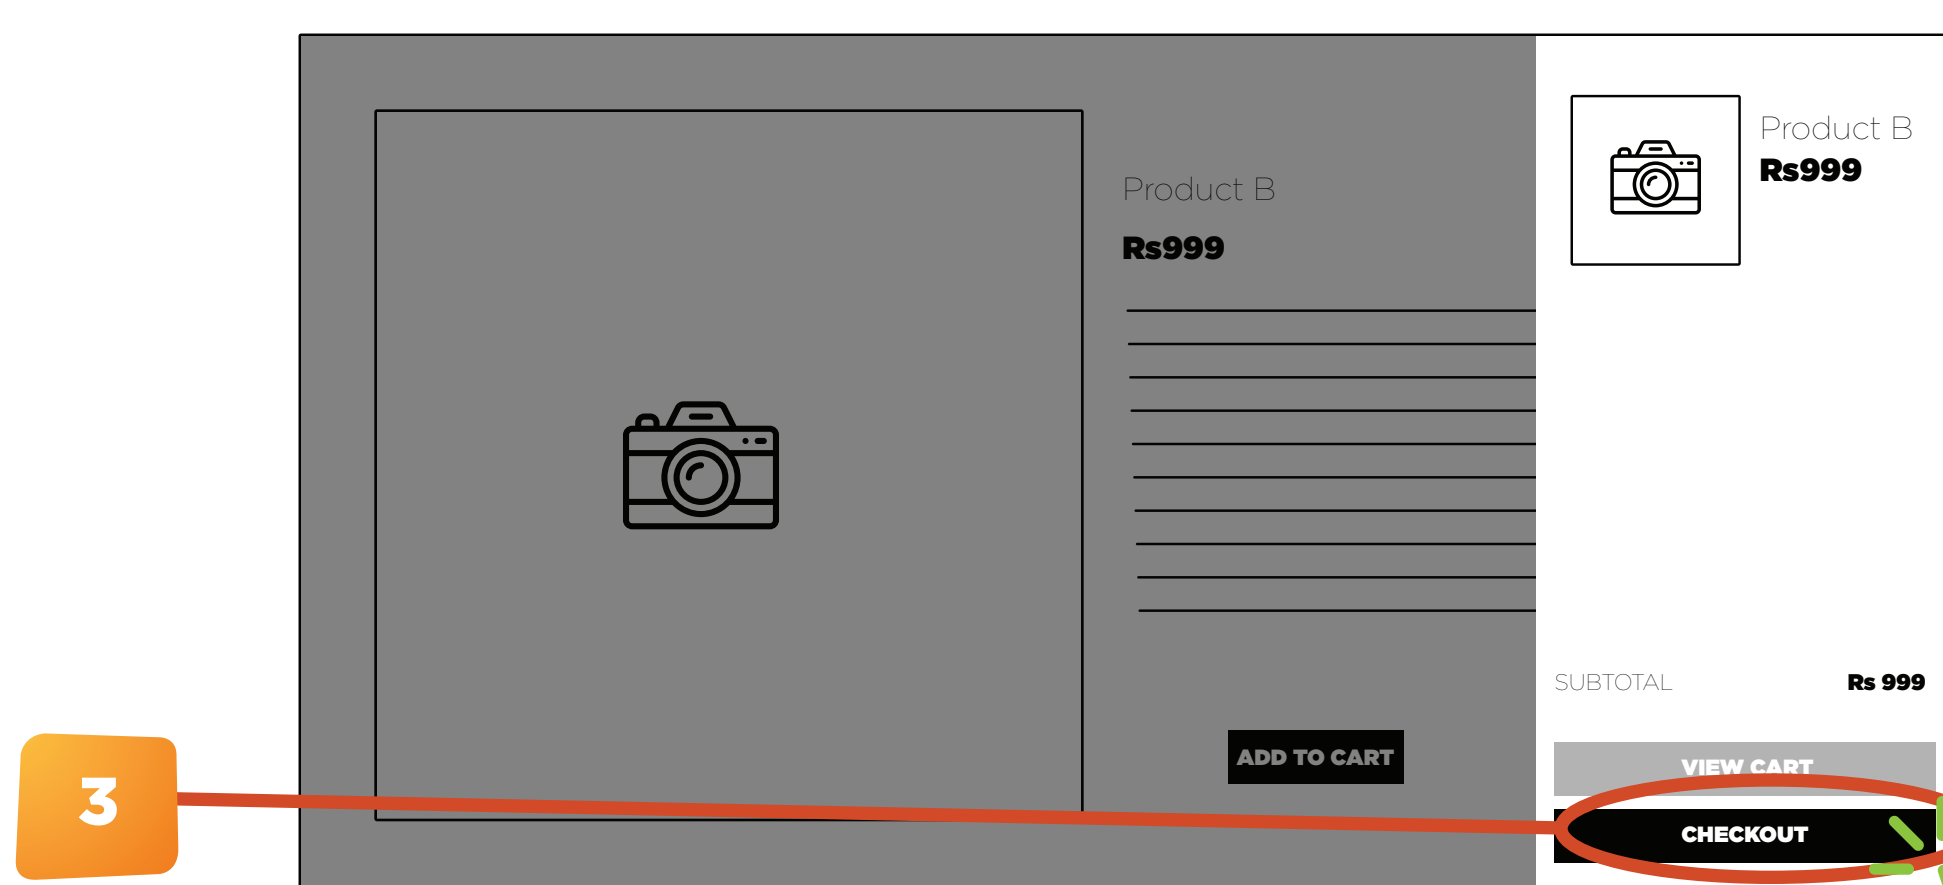 Product B
Rs999
ADD TO CART
Product B
Rs999
SUBTOTAL Rs 999
VIEW CART
CHECKOUT
3